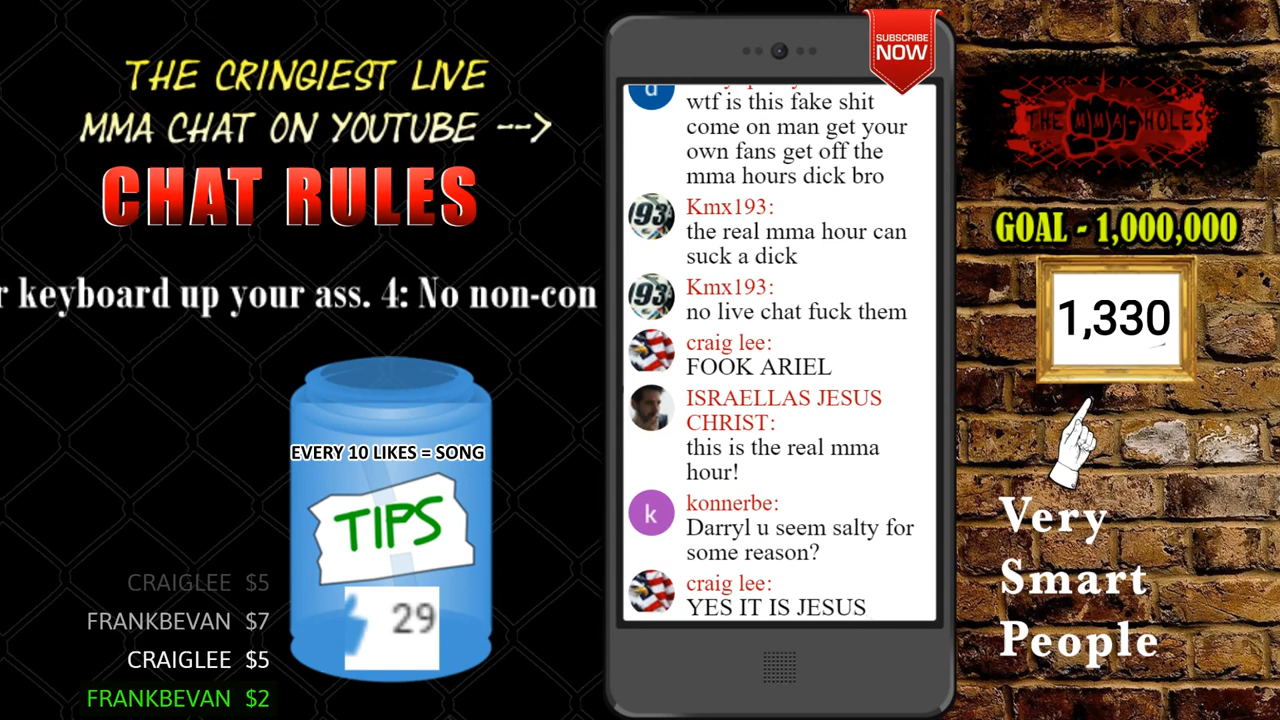 THE CRINGIEST LIVE
MMA CHAT ON YOUTUBE -->
CHAT RULES
r keyboard up your ass. 4: No non-con
EVERY 10 LIKES = SONG
TIPS
29
CRAIGLEE $5
FRANKBEVAN $7
CRAIGLEE $5
FRANKBEVAN $2
SUBSCRIBE
NOW
d
wtf is this fake shit
come on man get your
own fans get off the
mma hours dick bro
93
Kmx193:
the real mma hour can
suck a dick
93
Kmx193:
no live chat fuck them
craig lee:
FOOK ARIEL
ISRAELLAS JESUS
CHRIST:
this is the real mma
hour!
k
konnerbe:
Darryl u seem salty for
some reason?
craig lee:
YES IT IS JESUS
THE MMA-HOLES
GOAL - 1,000,000
1,330
Very
Smart
People